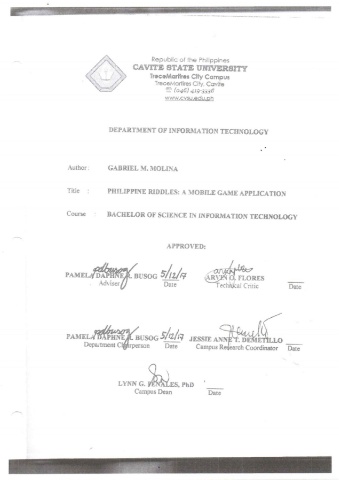 Republic of the Philippines
CAVITE STATE UNIVERSITY
TreceMartires City Campus
TreceMartires City, Cavite
www.cvsu.edu.ph
DEPARTMENT OF INFORMATION TECHNOLOGY
Author : GABRIEL M. MOLINA
Title : PHILIPPINE RIDDLES: A MOBILE GAME APPLICATION
Course : BACHELOR OF SCIENCE IN INFORMATION TECHNOLOGY
APPROVED:
PAMELA DAPHNE BUSOG 5/12/17 ARVIN FLORES
Adviser Date Technical Critic Date
PAMELA DAPHNE BUSOG 5/12/17 JESSIE ANNE T. DEMETILLO
Department Chairperson Date Campus Research Coordinator Date
LYNN G. PENALES, PhD
Campus Dean Date